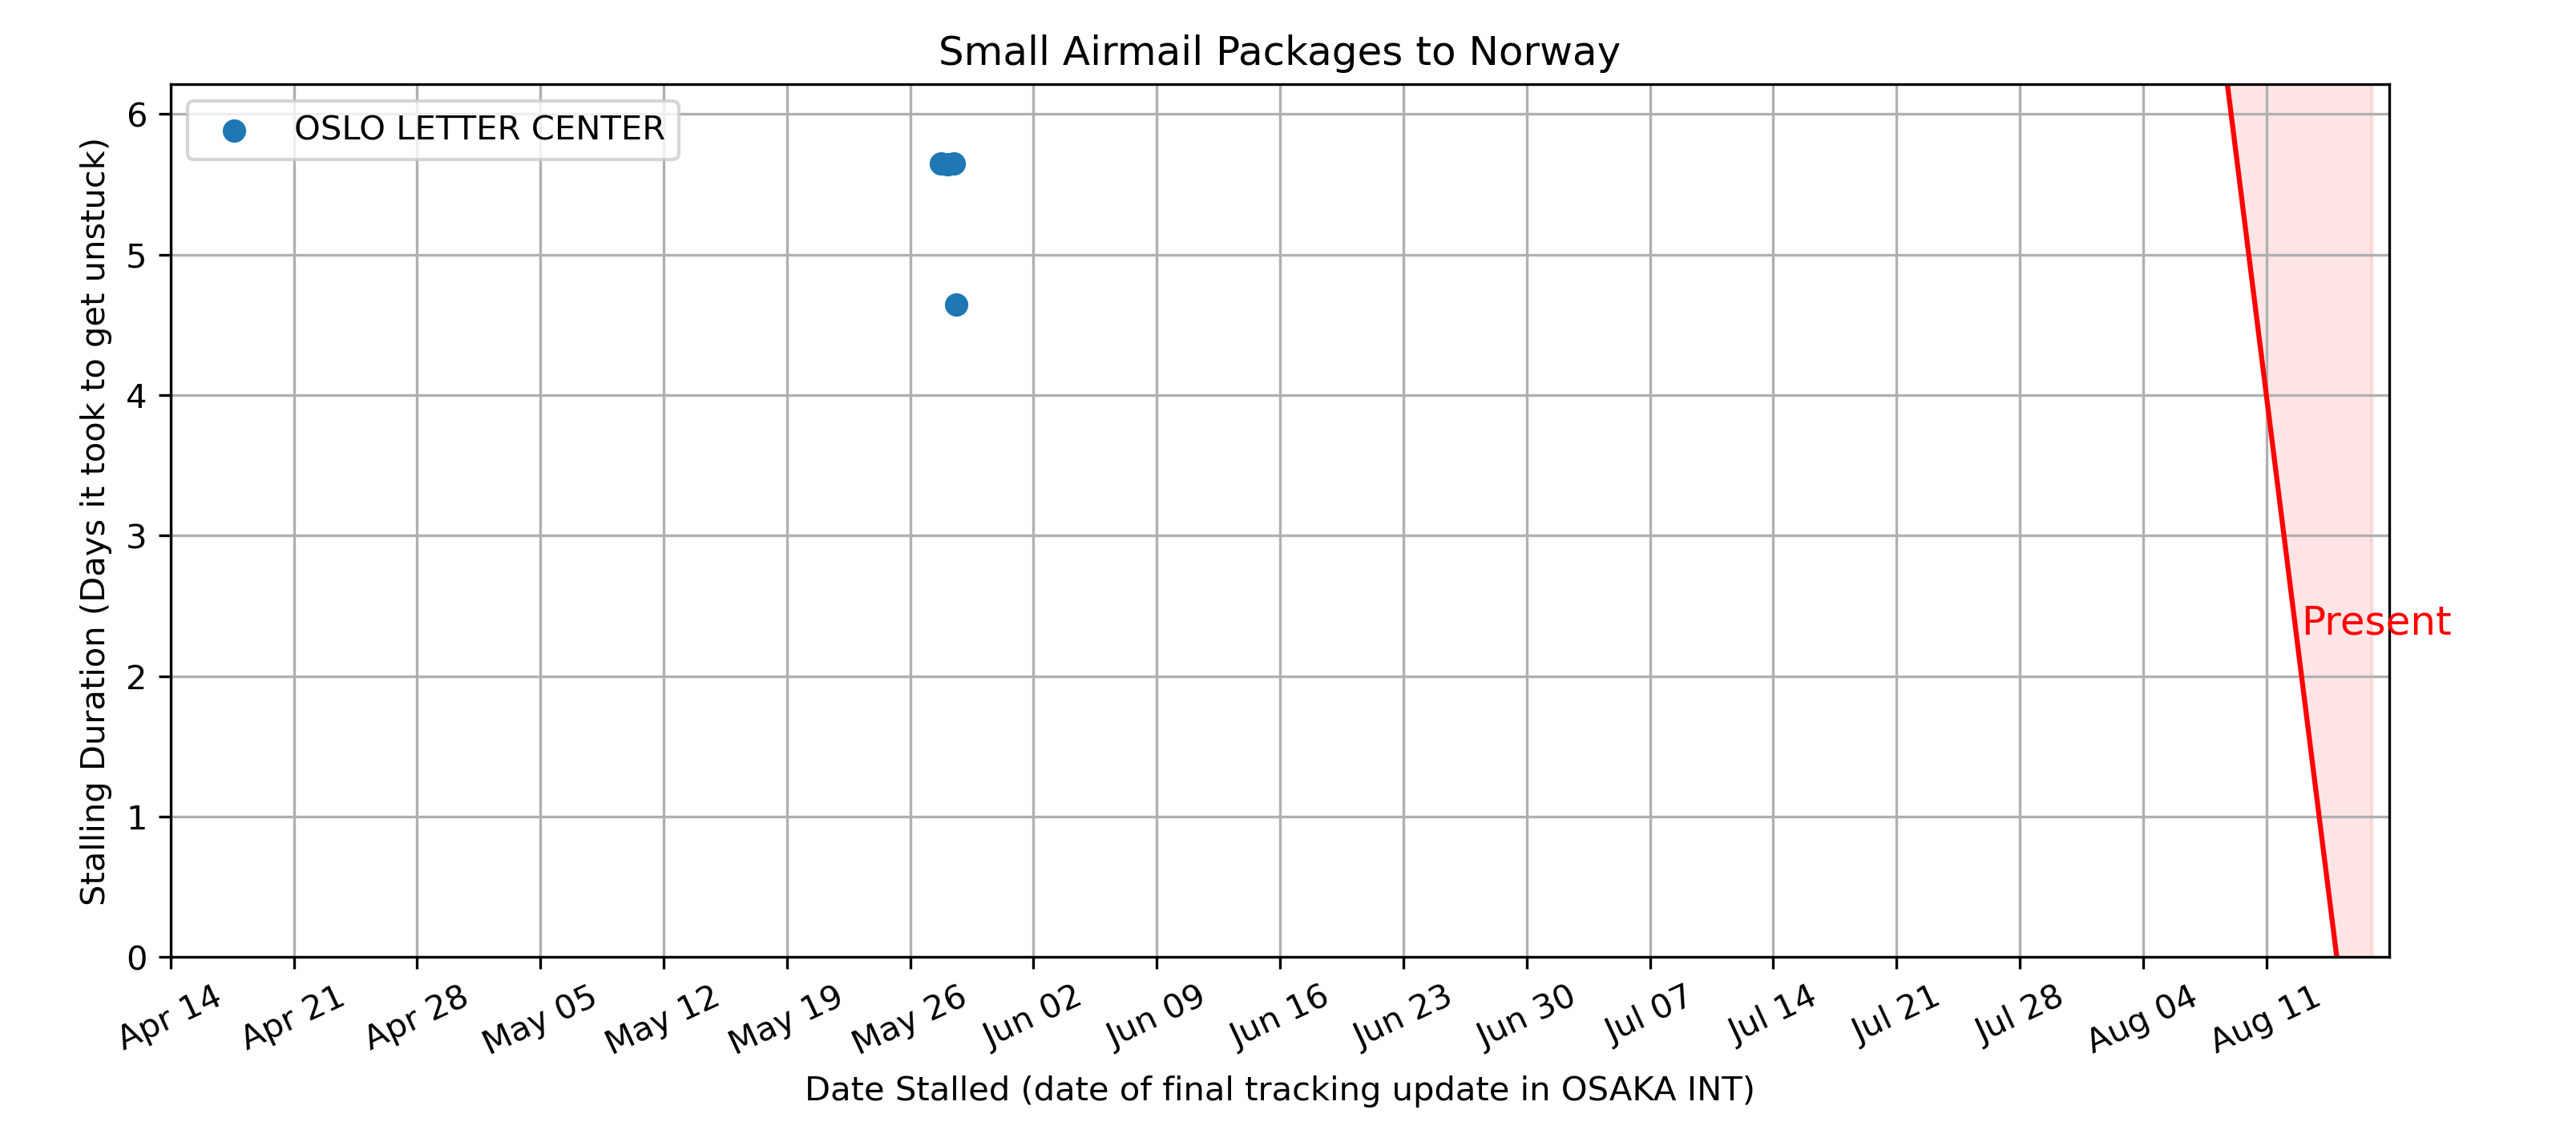 Small Airmail Packages to Norway
OSLO LETTER CENTER
Stalling Duration (Days it took to get unstuck)
6
5
4
3
2
1
0
Present
Apr 14 Apr 21 Apr 28 May 05 May 12 May 19 May 26 Jun 02 Jun 09 Jun 16 Jun 23 Jun 30 Jul 07 Jul 14 Jul 21 Jul 28 Aug 04 Aug 11
Date Stalled (date of final tracking update in OSAKA INT)